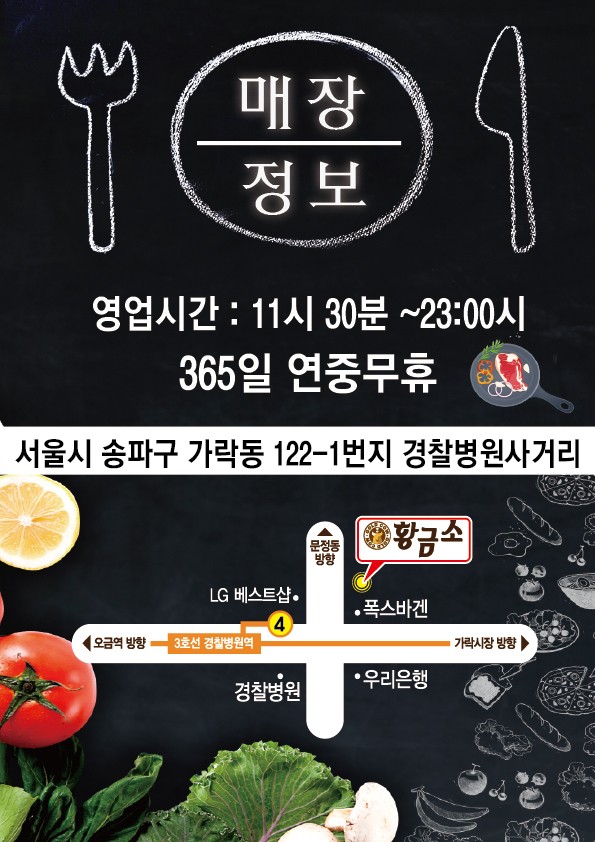 매장
정보
영업시간 : 11시 30분 ~23:00시
365일 연중무휴
서울시 송파구 가락동 122-1번지 경찰병원사거리
문정동
방향
황금소
LG 베스트샵
폭스바겐
4
오금역 방향
3호선 경찰병원역
가락시장 방향
경찰병원
우리은행